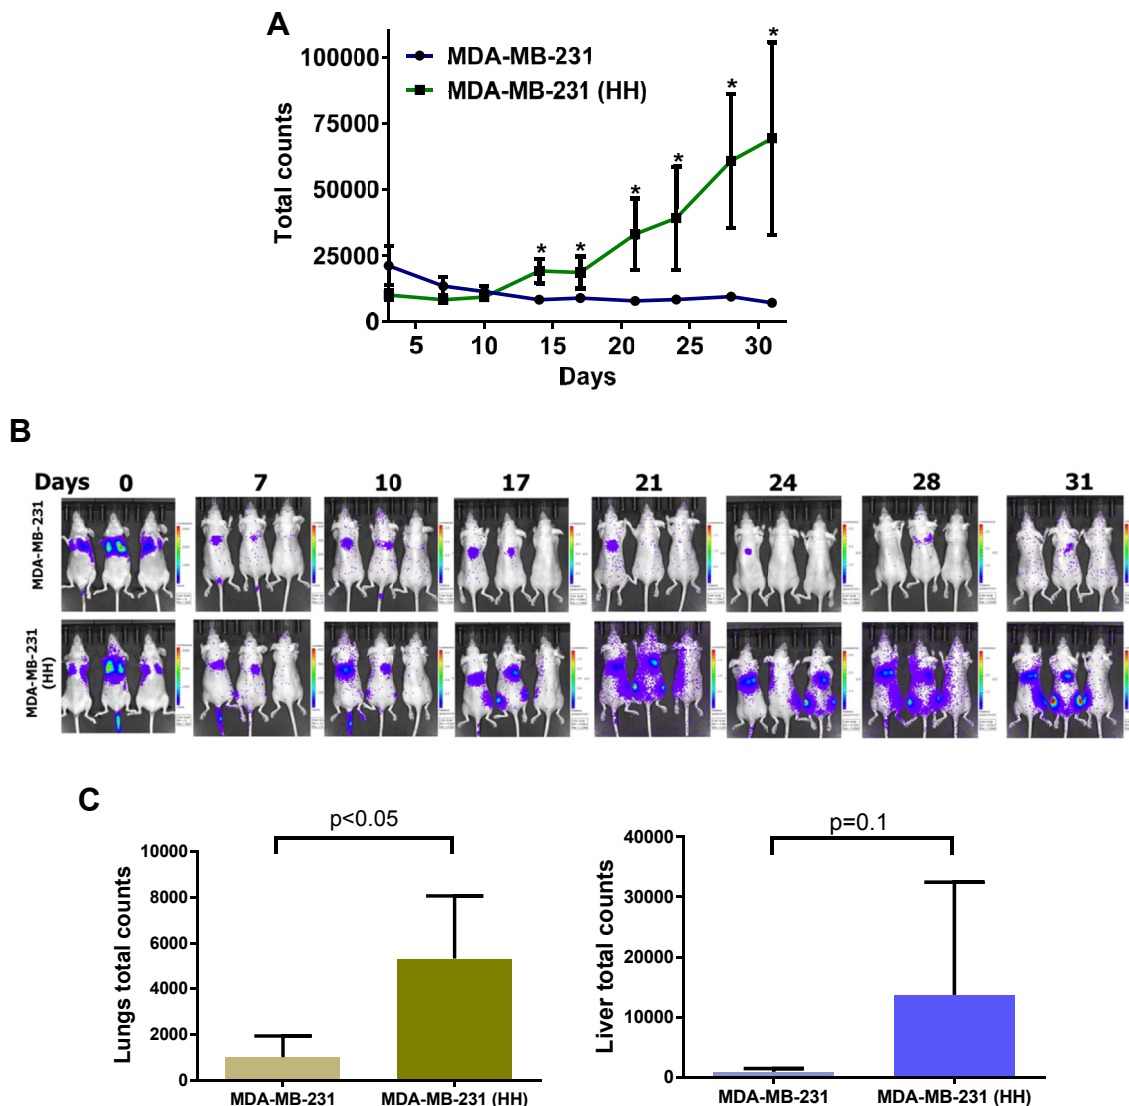 A
100000
75000
50000
25000
0
Total counts
MDA-MB-231
MDA-MB-231 (HH)
* * * * * *
5 10 15 20 25 30
Days
B
Days 0 7 10 17 21 24 28 31
MDA-MB-231
MDA-MB-231
(HH)
C
p<0.05
10000
8000
6000
4000
2000
0
Lungs total counts
MDA-MB-231 MDA-MB-231 (HH)
p=0.1
40000
30000
20000
10000
0
Liver total counts
MDA-MB-231 MDA-MB-231 (HH)